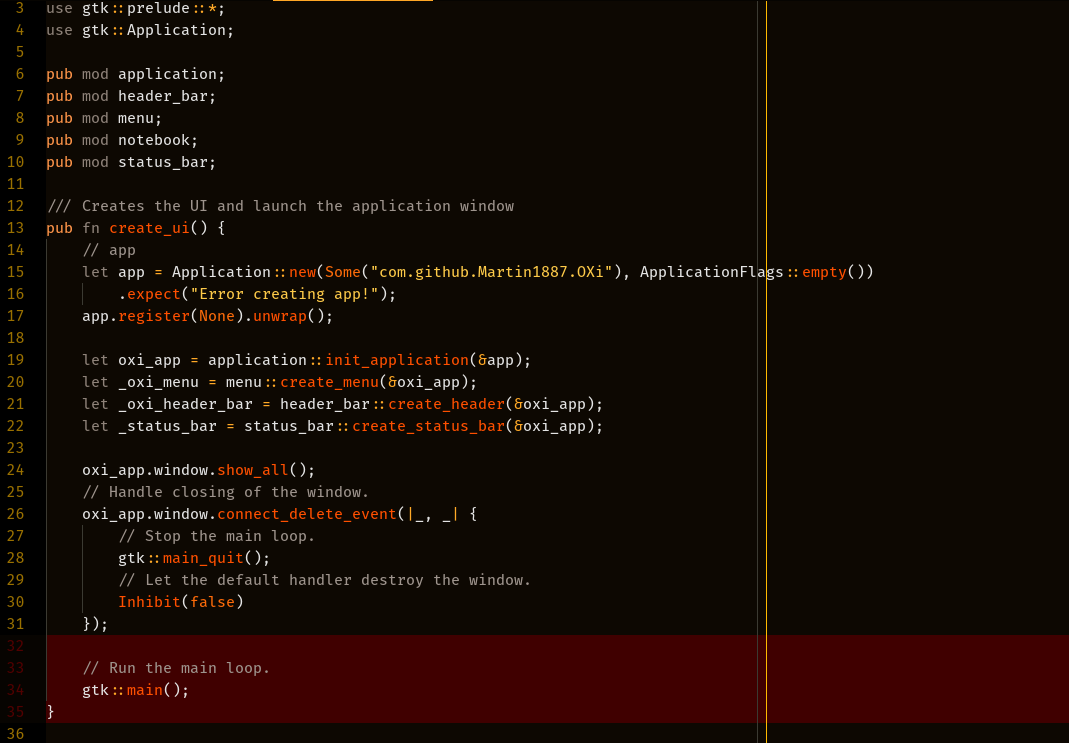 3 use gtk::prelude::*;
4 use gtk::Application;
5
6 pub mod application;
7 pub mod header_bar;
8 pub mod menu;
9 pub mod notebook;
10 pub mod status_bar;
11
12 /// Creates the UI and launch the application window
13 pub fn create_ui() {
14     // app
15     let app = Application::new(Some("com.github.Martin1887.OXi"), ApplicationFlags::empty())
16         .expect("Error creating app!");
17     app.register(None).unwrap();
18
19     let oxi_app = application::init_application(&app);
20     let _oxi_menu = menu::create_menu(&oxi_app);
21     let _oxi_header_bar = header_bar::create_header(&oxi_app);
22     let _status_bar = status_bar::create_status_bar(&oxi_app);
23
24     oxi_app.window.show_all();
25     // Handle closing of the window.
26     oxi_app.window.connect_delete_event(|_, _| {
27         // Stop the main loop.
28         gtk::main_quit();
29         // Let the default handler destroy the window.
30         Inhibit(false)
31     });
32
33     // Run the main loop.
34     gtk::main();
35 }
36